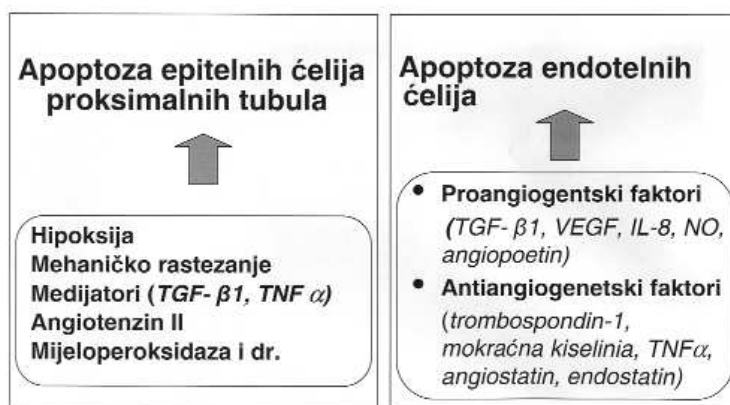 Apoptoza epitelnih ćelija
proksimalnih tubula
Hipoksija
Mehaničko rastezanje
Medijatori (TGF- β1, TNF α)
Angiotenzin II
Mijeloperoksidaza i dr.
Apoptoza endotelnih
ćelija
• Proangiogentski faktori
(TGF- β1, VEGF, IL-8, NO,
angiopoetin)
• Antiangiogenetski faktori
(trombospondin-1,
mokraćna kiselinia, TNFα,
angiostatin, endostatin)